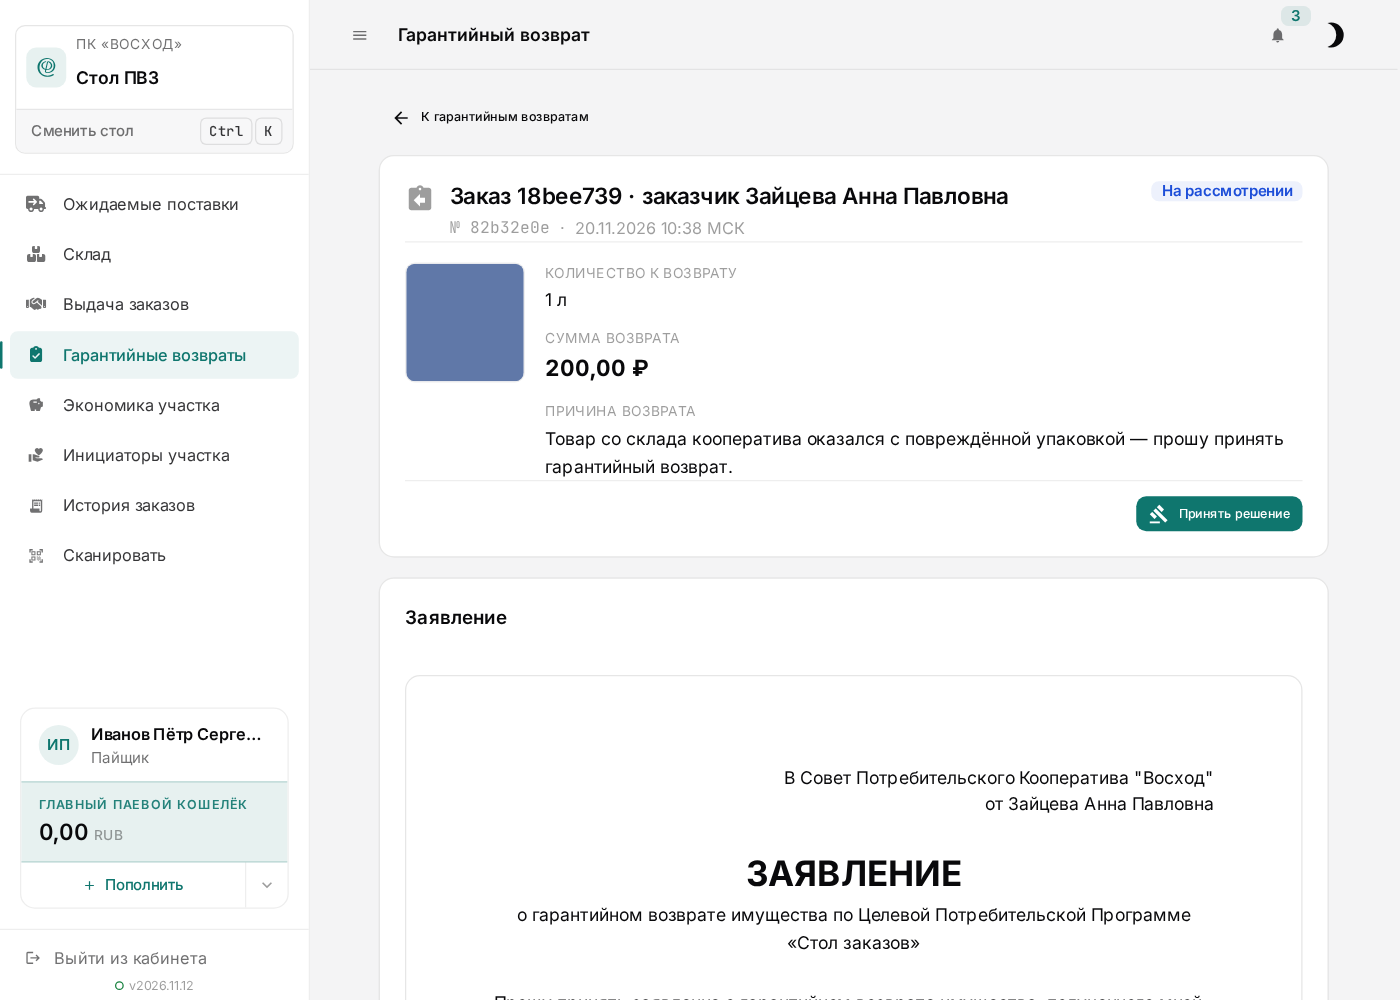 ПК «ВОСХОД»
Стол ПВЗ
Сменить стол
Ctrl K
Ожидаемые поставки
Склад
Выдача заказов
Гарантийные возвраты
Экономика участка
Инициаторы участка
История заказов
Сканировать
ИП
Иванов Пётр Серге...
Пайщик
ГЛАВНЫЙ ПАЕВОЙ КОШЕЛЁК
0,00 RUB
+ Пополнить
Выйти из кабинета
v2026.11.12
Гарантийный возврат
3
К гарантийным возвратам
Заказ 18bee739 · заказчик Зайцева Анна Павловна
На рассмотрении
№ 82b32e0e · 20.11.2026 10:38 МСК
КОЛИЧЕСТВО К ВОЗВРАТУ
1 л
СУММА ВОЗВРАТА
200,00 ₽
ПРИЧИНА ВОЗВРАТА
Товар со склада кооператива оказался с повреждённой упаковкой — прошу принять
гарантийный возврат.
Принять решение
Заявление
В Совет Потребительского Кооператива "Восход"
от Зайцева Анна Павловна
ЗАЯВЛЕНИЕ
о гарантийном возврате имущества по Целевой Потребительской Программе
«Стол заказов»